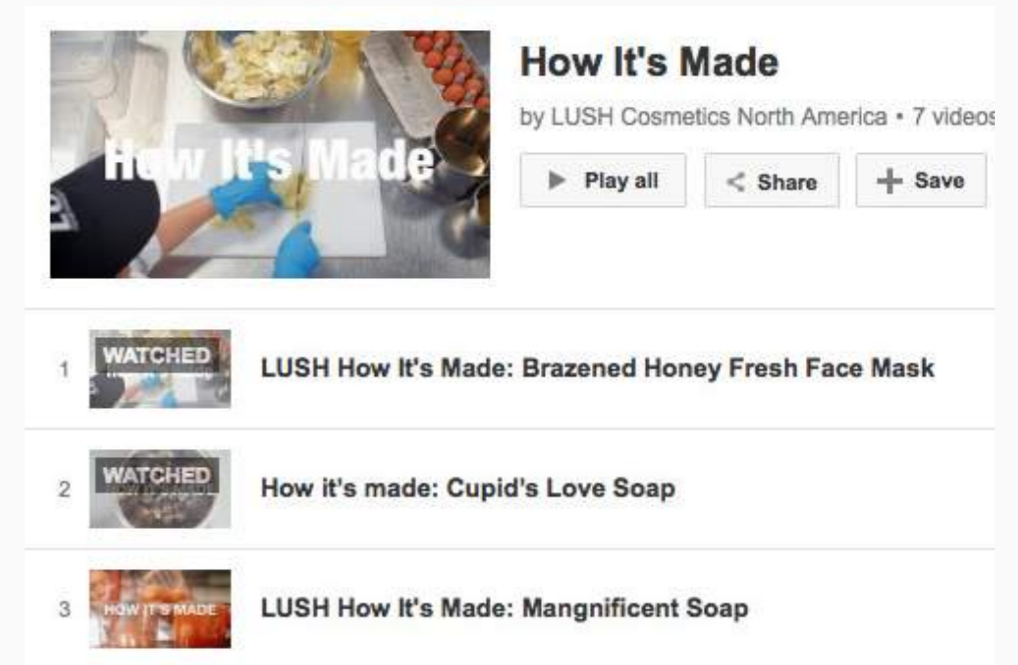 How It's Made
How It's Made
by LUSH Cosmetics North America • 7 videos
Play all
Share
Save
1
WATCHED
LUSH How It's Made: Brazened Honey Fresh Face Mask
2
WATCHED
How it's made: Cupid's Love Soap
3
HOW IT'S MADE
LUSH How It's Made: Mangnificent Soap